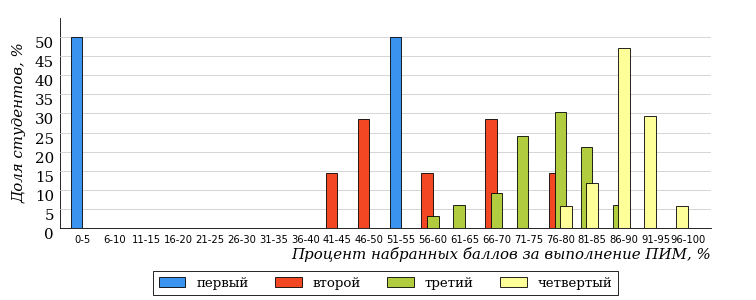 Доля студентов, %
50
45
40
35
30
25
20
15
10
5
0
0-5 6-10 11-15 16-20 21-25 26-30 31-35 36-40 41-45 46-50 51-55 56-60 61-65 66-70 71-75 76-80 81-85 86-90 91-95 96-100
Процент набранных баллов за выполнение ПИМ, %
первый второй третий четвертый